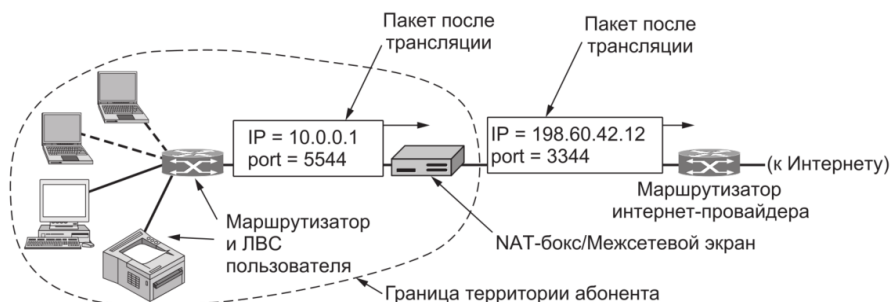 Пакет после
трансляции
Пакет после
трансляции
IP = 10.0.0.1
port = 5544
IP = 198.60.42.12
port = 3344
(к Интернету)
Маршрутизатор
и ЛВС
пользователя
Маршрутизатор
интернет-провайдера
NAT-бокс/Межсетевой экран
Граница территории абонента